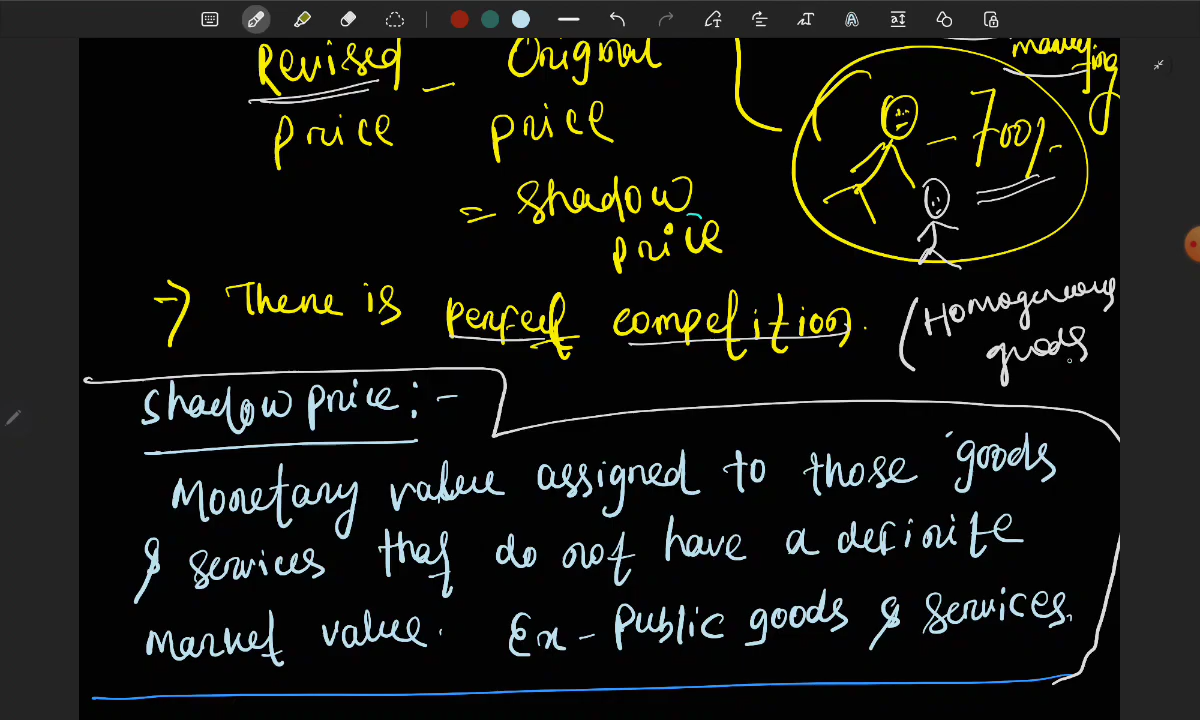 Revised - Original
price price
= shadow
price
marketing
- 700%.
→ There is perfect competition. (Homogeneous
goods
Shadow price :-
Monetary value assigned to those goods
& services that do not have a definite
market value. Ex - Public goods & services.